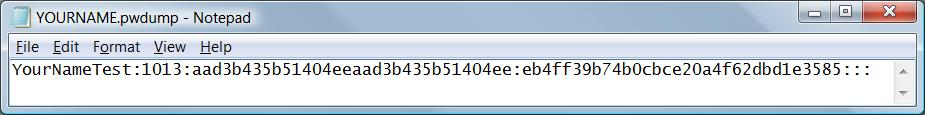 YOURNAME.pwdump - Notepad
File Edit Format View Help
YourNameTest:1013:aad3b435b51404eeaad3b435b51404ee:eb4ff39b74b0cbce20a4f62dbd1e3585:::